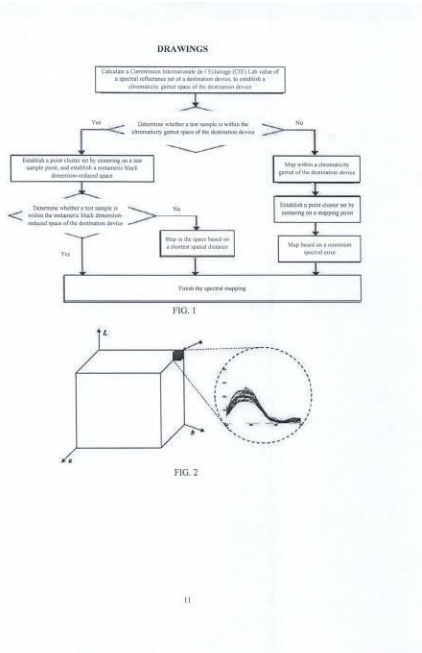 DRAWINGS
Calculate a Commission Internationale de l'Eclairage (CIE) Lab value of
a spectral reflectance set of a destination device, to establish a
chromaticity gamut space of the destination device
Yes
Determine whether a test sample is within the
chromaticity gamut space of the destination device
No
Establish a point cluster set by centering on a test
sample point, and establish a metameric black
dimension-reduced space
Map within a chromaticity
gamut of the destination device
Determine whether a test sample is
within the metameric black dimension-
reduced space of the destination device
No
Establish a point cluster set by
centering on a mapping point
Yes
Map in the space based on
a shortest spatial distance
Map based on a minimum
spectral error
Finish the spectral mapping
FIG. 1
L
b
a
FIG. 2
11